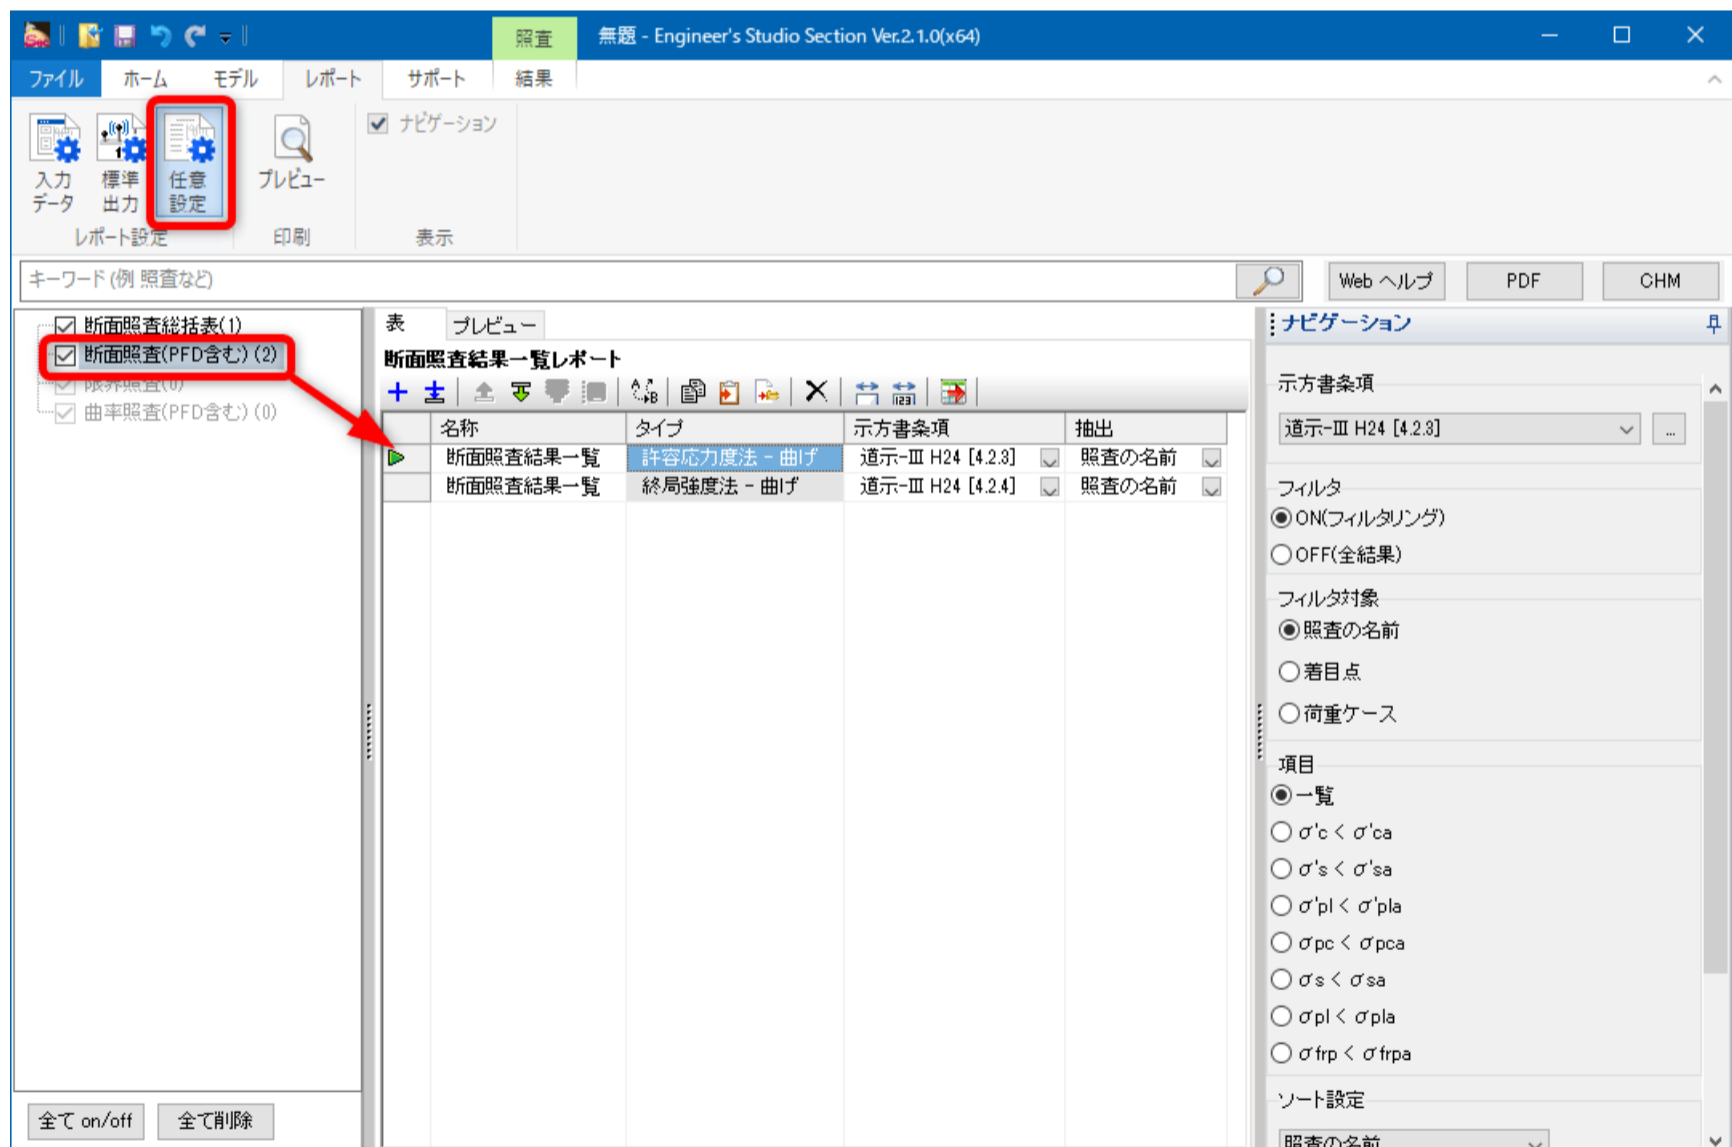 照査
無題 - Engineer's Studio Section Ver.2.1.0(x64)
ファイル ホーム モデル レポート サポート 結果
入力
データ
標準
出力
任意
設定
プレビュー
ナビゲーション
レポート設定 印刷 表示
キーワード (例 照査など)
Web ヘルプ PDF CHM
断面照査総括表(1)
断面照査(PFD含む) (2)
限界照査(0)
曲率照査(PFD含む) (0)
全て on/off 全て削除
表 プレビュー
断面照査結果一覧レポート
名称 タイプ 示方書条項 抽出
断面照査結果一覧 許容応力度法 - 曲げ 道示-Ⅲ H24 [4.2.3] 照査の名前
断面照査結果一覧 終局強度法 - 曲げ 道示-Ⅲ H24 [4.2.4] 照査の名前
ナビゲーション
示方書条項
道示-Ⅲ H24 [4.2.3] ...
フィルタ
ON(フィルタリング)
OFF(全結果)
フィルタ対象
照査の名前
着目点
荷重ケース
項目
一覧
σ'c < σ'ca
σ's < σ'sa
σ'pl < σ'pla
σpc < σpca
σs < σsa
σpl < σpla
σfrp < σfrpa
ソート設定
照査の名前